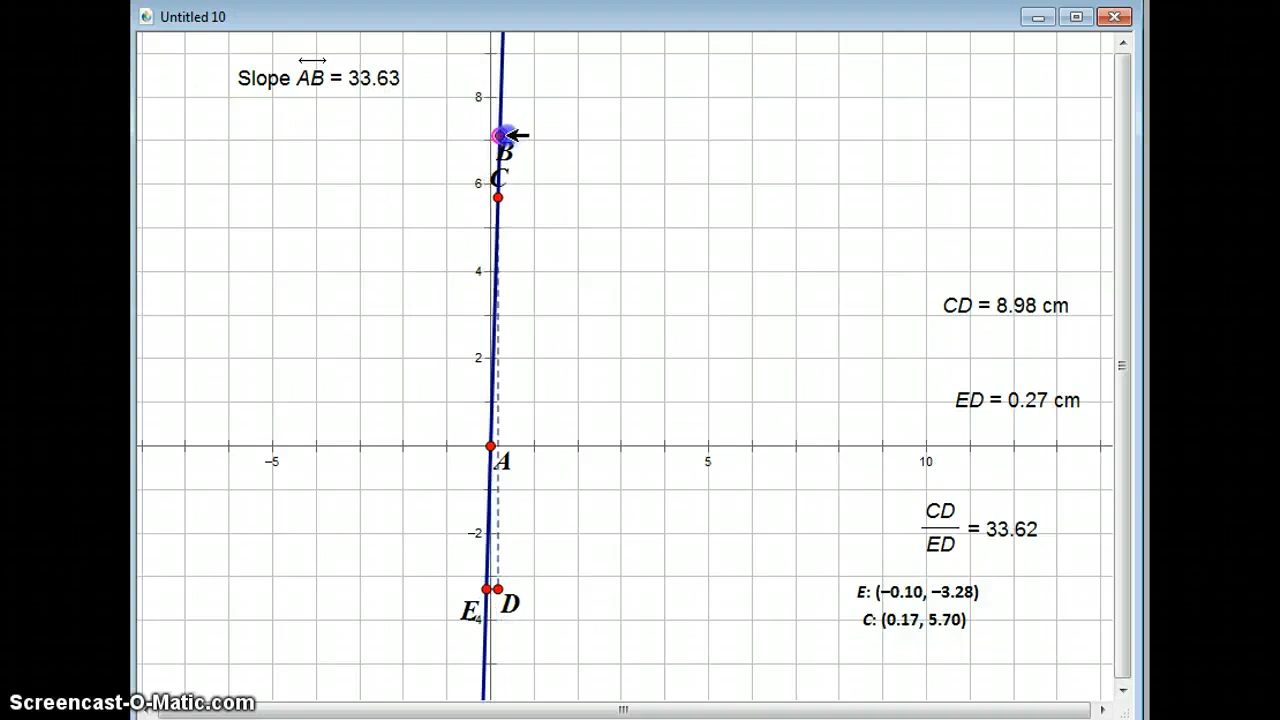 Untitled 10
Slope AB = 33.63
8
B
C
6
4
CD = 8.98 cm
2
ED = 0.27 cm
A
−5
5
10
CD
ED
= 33.62
−2
E: (−0.10, −3.28)
D
E
4
C: (0.17, 5.70)
Screencast-O-Matic.com